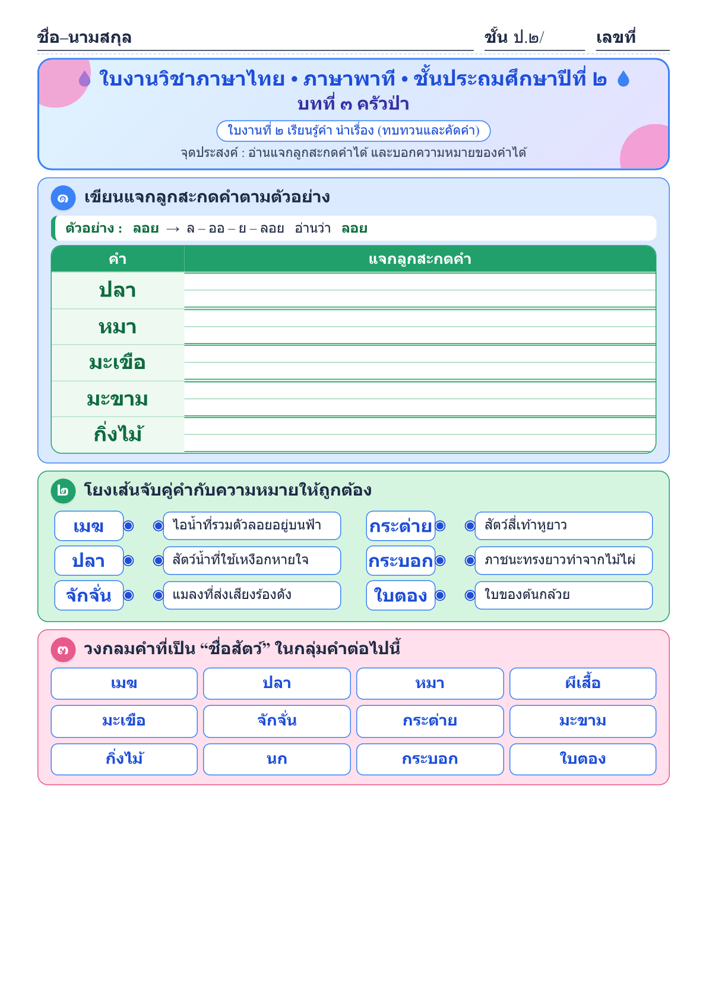 ชื่อ–นามสกุล ชั้น ป.๒/ เลขที่
ใบงานวิชาภาษาไทย • ภาษาพาที • ชั้นประถมศึกษาปีที่ ๒
บทที่ ๓ ครัวป่า
ใบงานที่ ๒ เรียนรู้คำ นำเรื่อง (ทบทวนและคัดคำ)
จุดประสงค์ : อ่านแจกลูกสะกดคำได้ และบอกความหมายของคำได้
๑ เขียนแจกลูกสะกดคำตามตัวอย่าง
ตัวอย่าง : ลอย → ล – ออ – ย – ลอย อ่านว่า ลอย
คำ แจกลูกสะกดคำ
ปลา
หมา
มะเขือ
มะขาม
กิ่งไม้
๒ โยงเส้นจับคู่คำกับความหมายให้ถูกต้อง
เมฆ ไอน้ำที่รวมตัวลอยอยู่บนฟ้า กระต่าย สัตว์สี่เท้าหูยาว
ปลา สัตว์น้ำที่ใช้เหงือกหายใจ กระบอก ภาชนะทรงยาวทำจากไม้ไผ่
จักจั่น แมลงที่ส่งเสียงร้องดัง ใบตอง ใบของต้นกล้วย
๓ วงกลมคำที่เป็น “ชื่อสัตว์” ในกลุ่มคำต่อไปนี้
เมฆ ปลา หมา ผีเสื้อ
มะเขือ จักจั่น กระต่าย มะขาม
กิ่งไม้ นก กระบอก ใบตอง